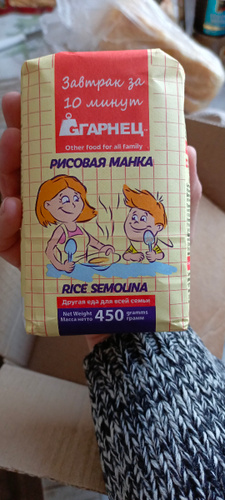 Завтрак за
10 минут
ГАРНЕЦ
Other food for all family
РИСОВАЯ МАНКА
RICE SEMOLINA
Другая еда для всей семьи
Net Weight 450 gramms
Масса нетто грамм